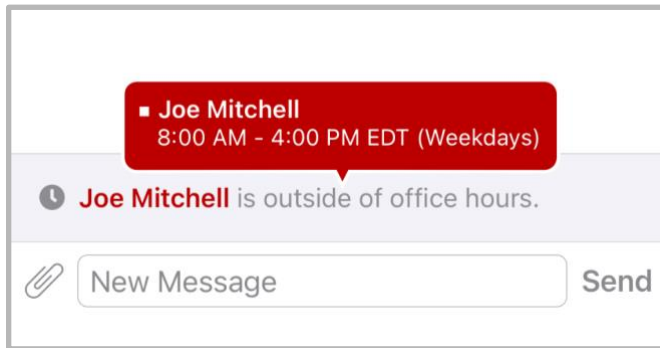 ▪ Joe Mitchell
8:00 AM - 4:00 PM EDT (Weekdays)
Joe Mitchell is outside of office hours.
New Message
Send